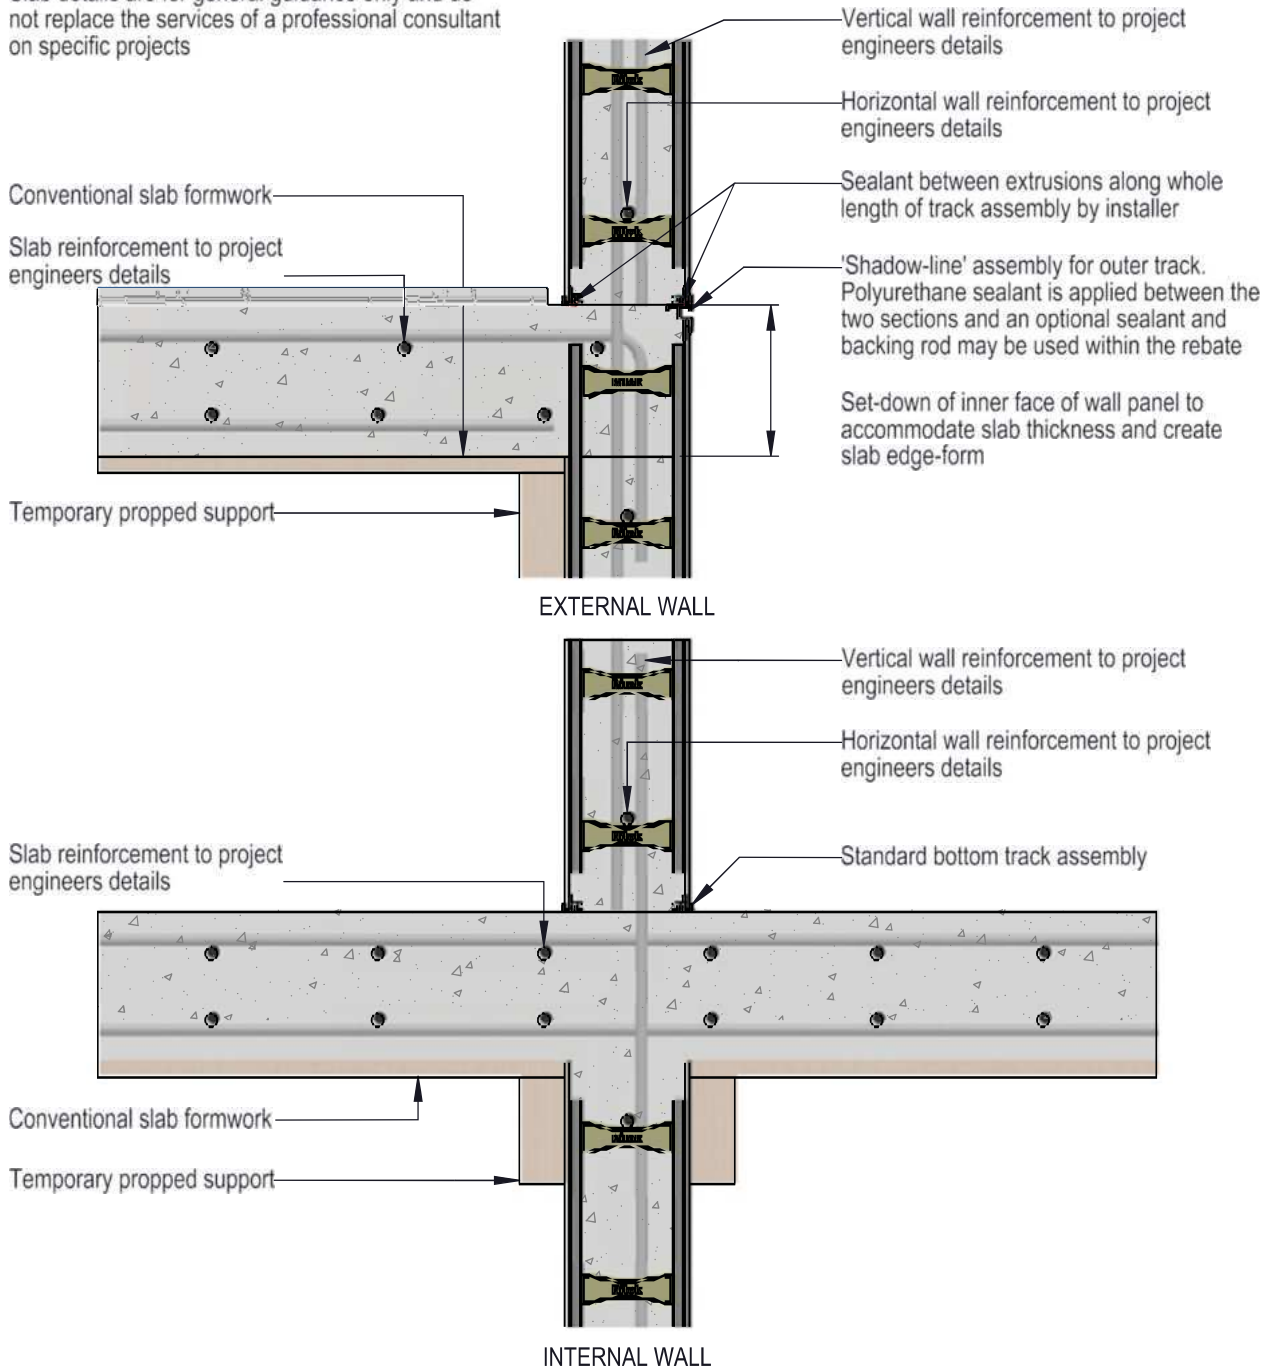 not replace the services of a professional consultant
on specific projects
Vertical wall reinforcement to project
engineers details
Horizontal wall reinforcement to project
engineers details
Conventional slab formwork
Sealant between extrusions along whole
length of track assembly by installer
Slab reinforcement to project
engineers details
'Shadow-line' assembly for outer track.
Polyurethane sealant is applied between the
two sections and an optional sealant and
backing rod may be used within the rebate
Set-down of inner face of wall panel to
accommodate slab thickness and create
slab edge-form
Temporary propped support
EXTERNAL WALL
Vertical wall reinforcement to project
engineers details
Horizontal wall reinforcement to project
engineers details
Slab reinforcement to project
engineers details
Standard bottom track assembly
Conventional slab formwork
Temporary propped support
INTERNAL WALL